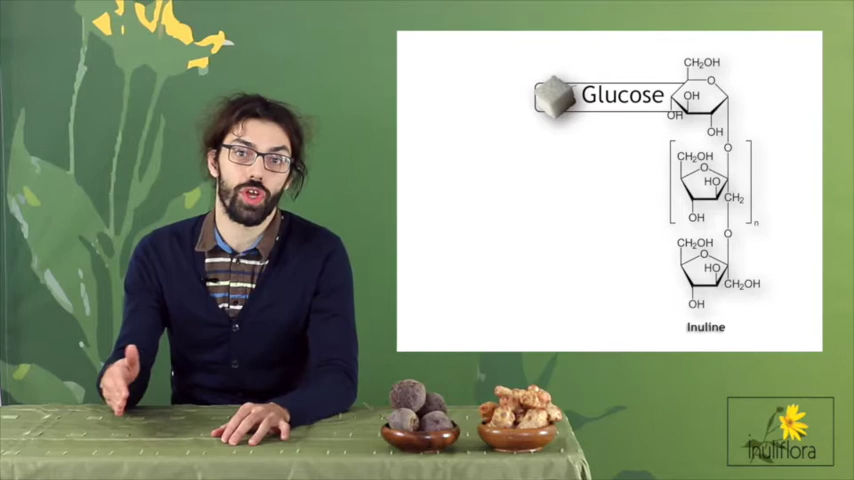 CH₂OH
Glucose
O
OH
OH
OH
O
CH₂OH
O
HO
CH₂
OH
n
O
CH₂OH
O
HO
CH₂OH
OH
Inuline
inuliflora